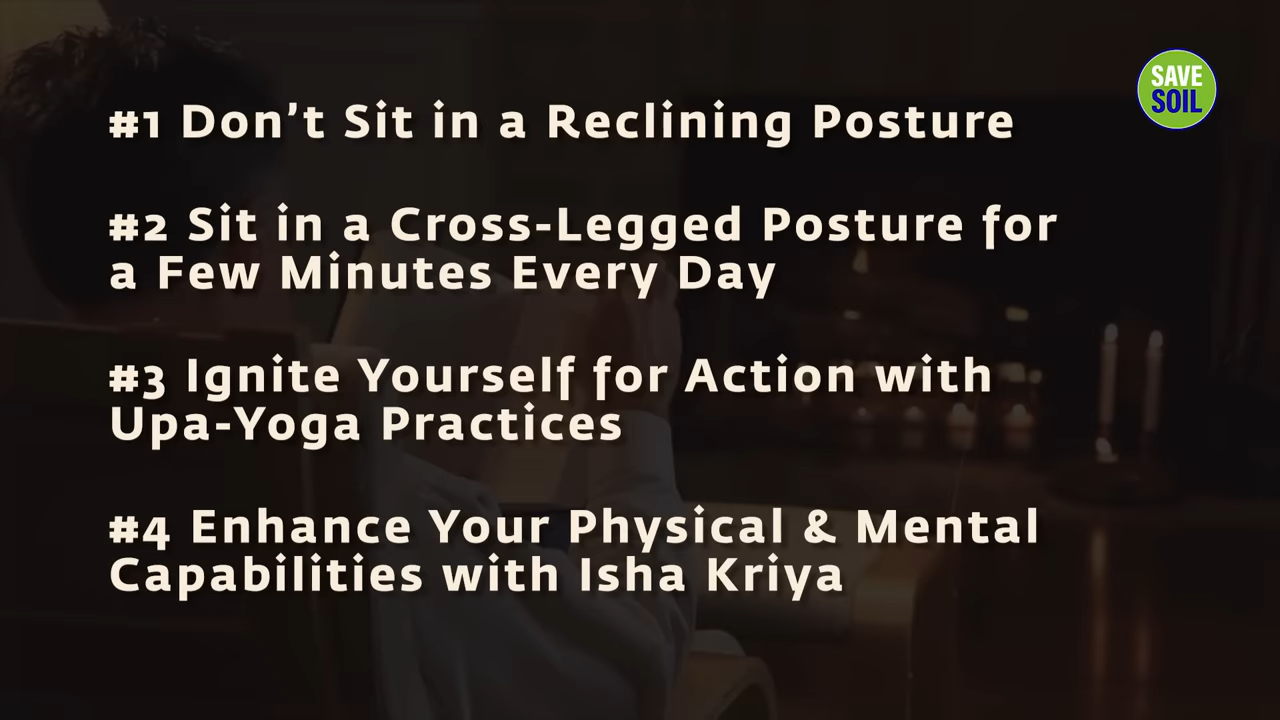 #1 Don't Sit in a Reclining Posture
SAVE
SOIL
#2 Sit in a Cross-Legged Posture for
a Few Minutes Every Day
#3 Ignite Yourself for Action with
Upa-Yoga Practices
#4 Enhance Your Physical & Mental
Capabilities with Isha Kriya